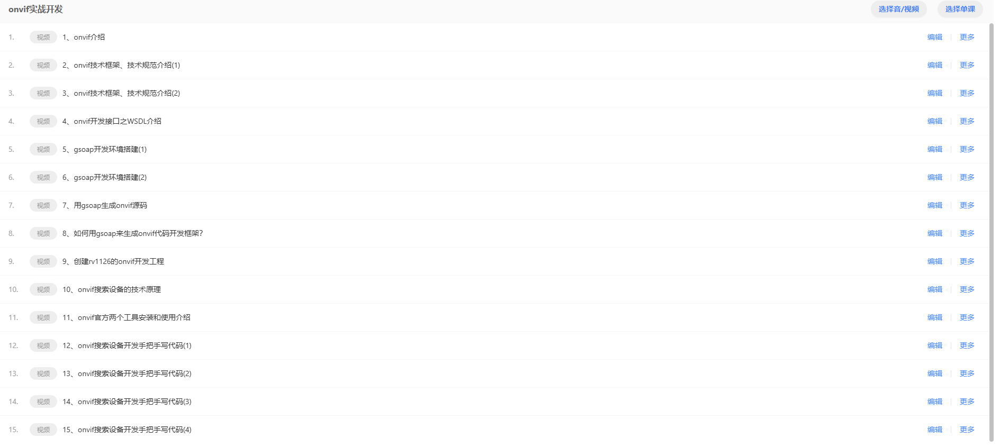 onvif实战开发 选择音/视频 选择单课
1. 视频 1、onvif介绍 编辑 更多
2. 视频 2、onvif技术框架、技术规范介绍(1) 编辑 更多
3. 视频 3、onvif技术框架、技术规范介绍(2) 编辑 更多
4. 视频 4、onvif开发接口之WSDL介绍 编辑 更多
5. 视频 5、gsoap开发环境搭建(1) 编辑 更多
6. 视频 6、gsoap开发环境搭建(2) 编辑 更多
7. 视频 7、用gsoap生成onvif源码 编辑 更多
8. 视频 8、如何用gsoap来生成onvif代码开发框架? 编辑 更多
9. 视频 9、创建rv1126的onvif开发工程 编辑 更多
10. 视频 10、onvif搜索设备的技术原理 编辑 更多
11. 视频 11、onvif官方两个工具安装和使用介绍 编辑 更多
12. 视频 12、onvif搜索设备开发手把手写代码(1) 编辑 更多
13. 视频 13、onvif搜索设备开发手把手写代码(2) 编辑 更多
14. 视频 14、onvif搜索设备开发手把手写代码(3) 编辑 更多
15. 视频 15、onvif搜索设备开发手把手写代码(4) 编辑 更多